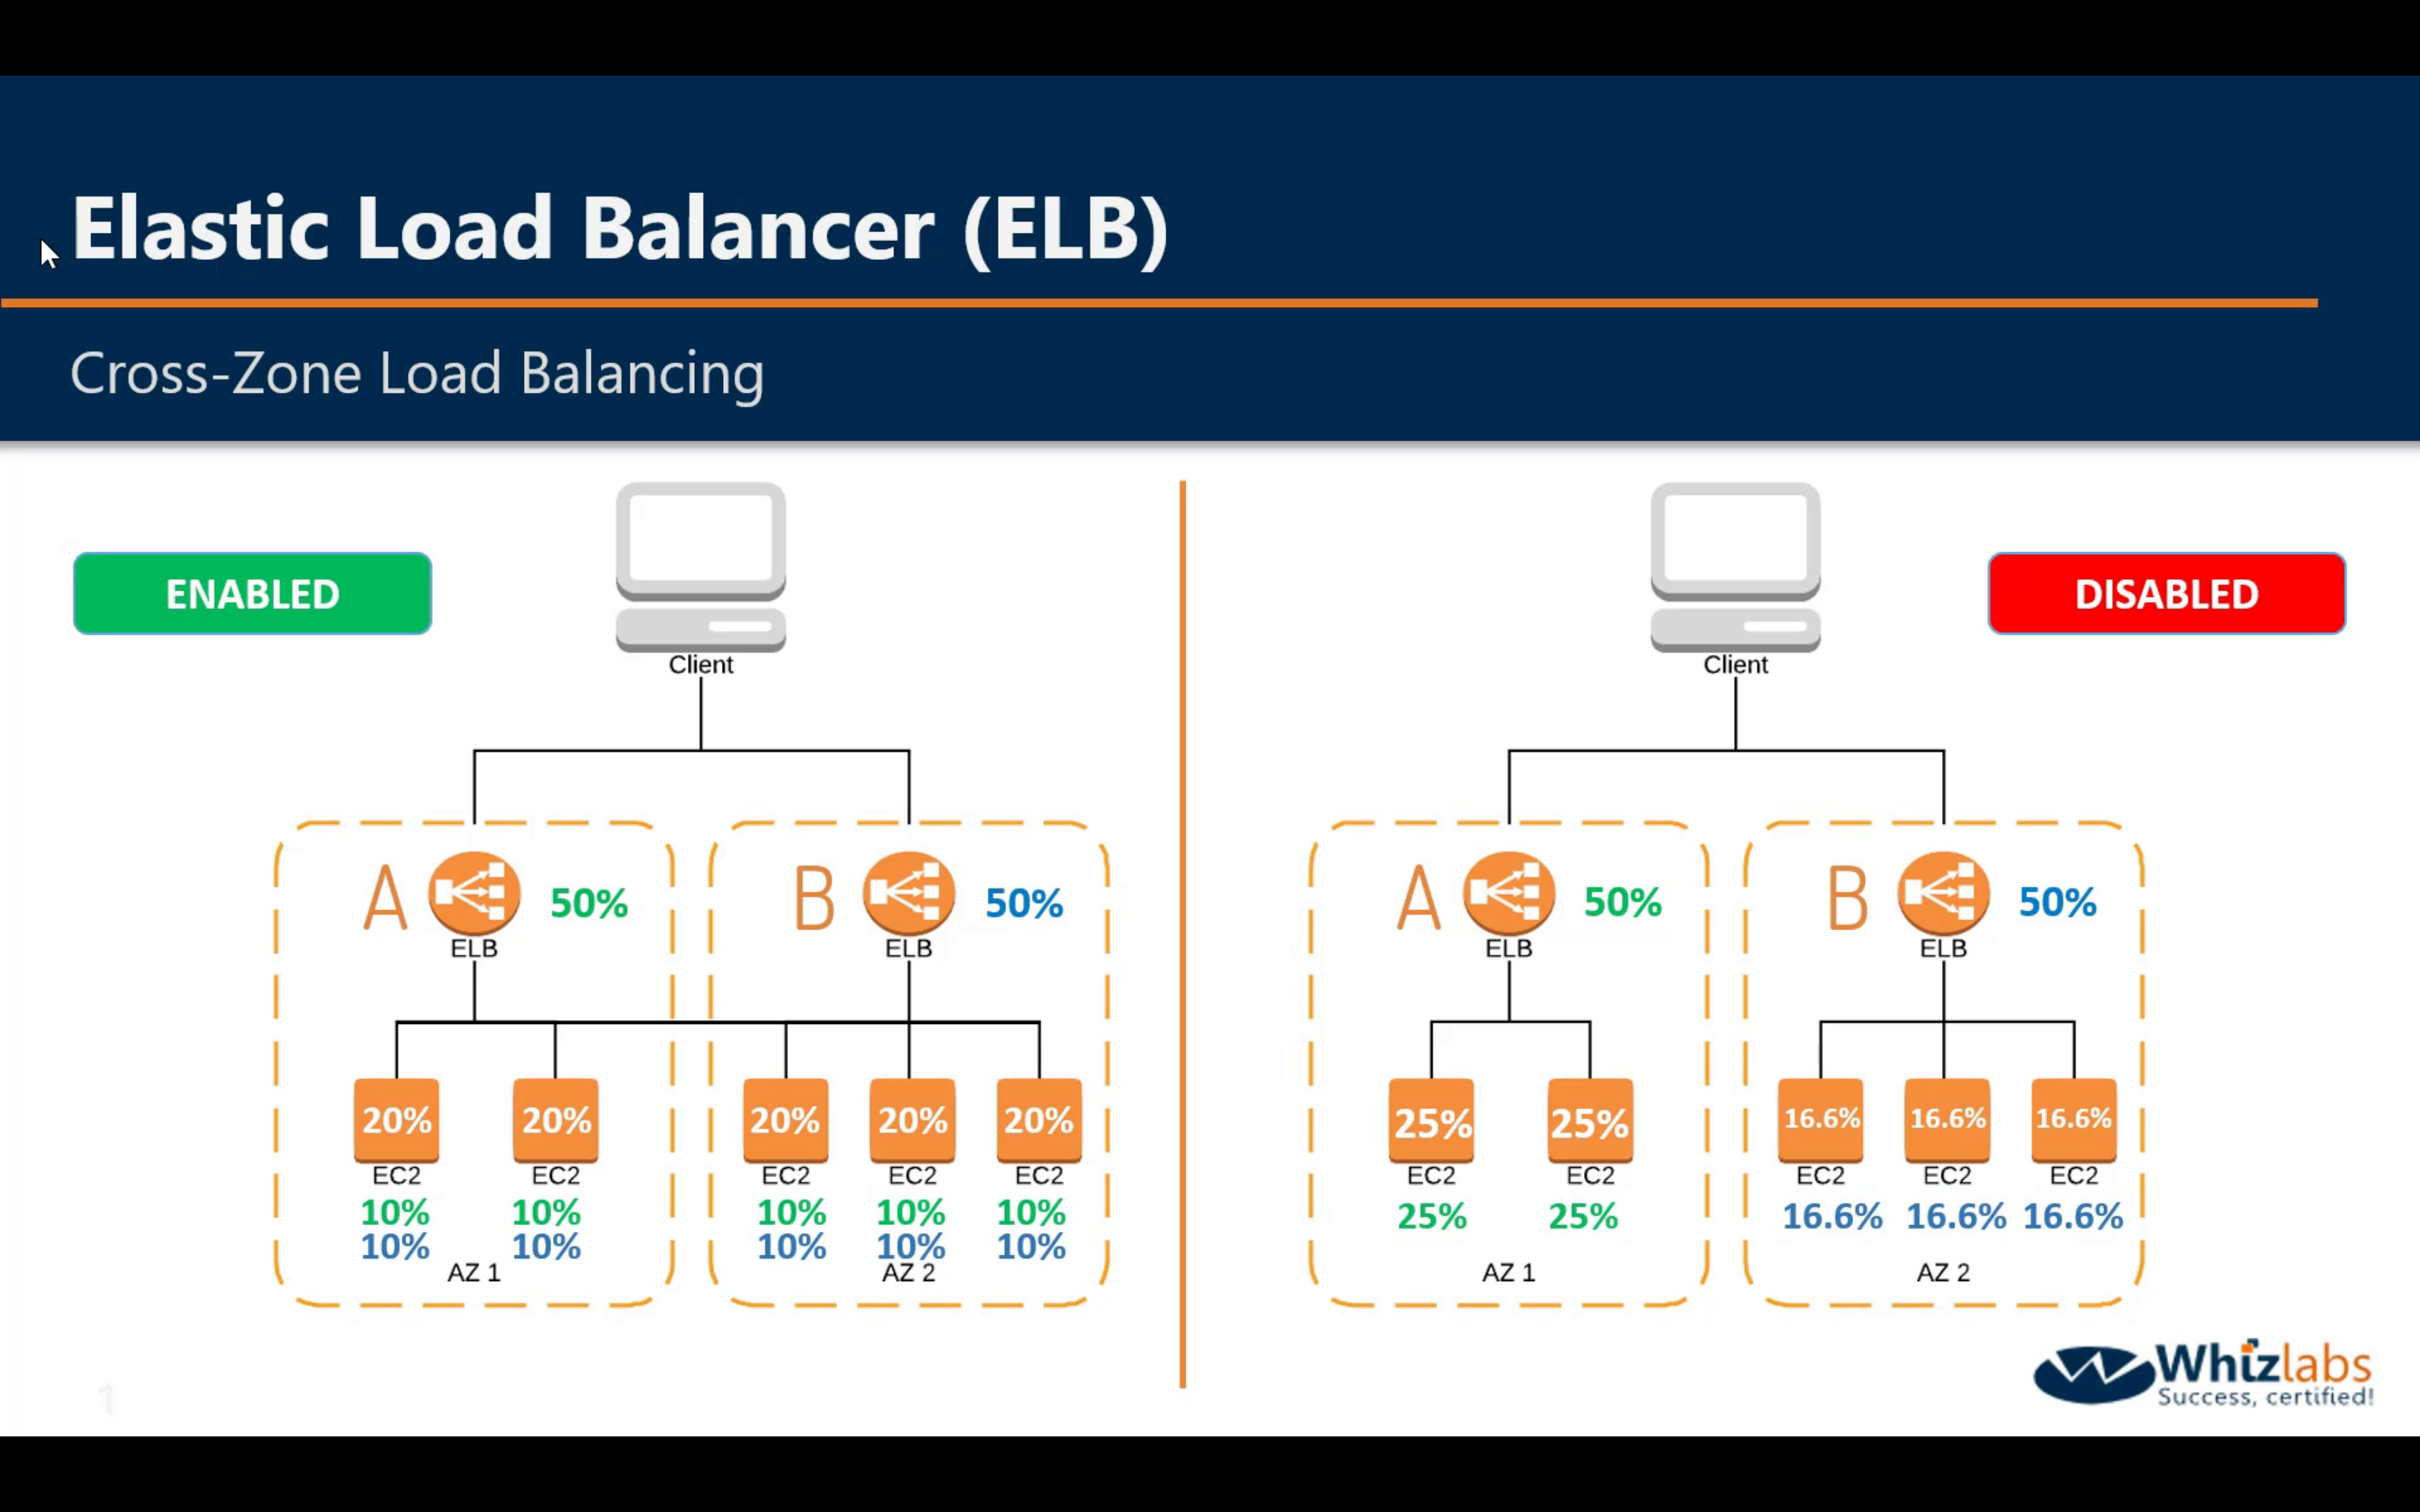 Elastic Load Balancer (ELB)
Cross-Zone Load Balancing
ENABLED
Client
A
50%
ELB
B
50%
ELB
20%
20%
20%
20%
20%
EC2
EC2
EC2
EC2
EC2
10%
10%
10%
10%
10%
10%
10%
10%
10%
10%
AZ 1
AZ 2
DISABLED
Client
A
50%
ELB
B
50%
ELB
25%
25%
16.6%
16.6%
16.6%
EC2
EC2
EC2
EC2
EC2
25%
25%
16.6%
16.6%
16.6%
AZ 1
AZ 2
1
Whizlabs
Success, certified!